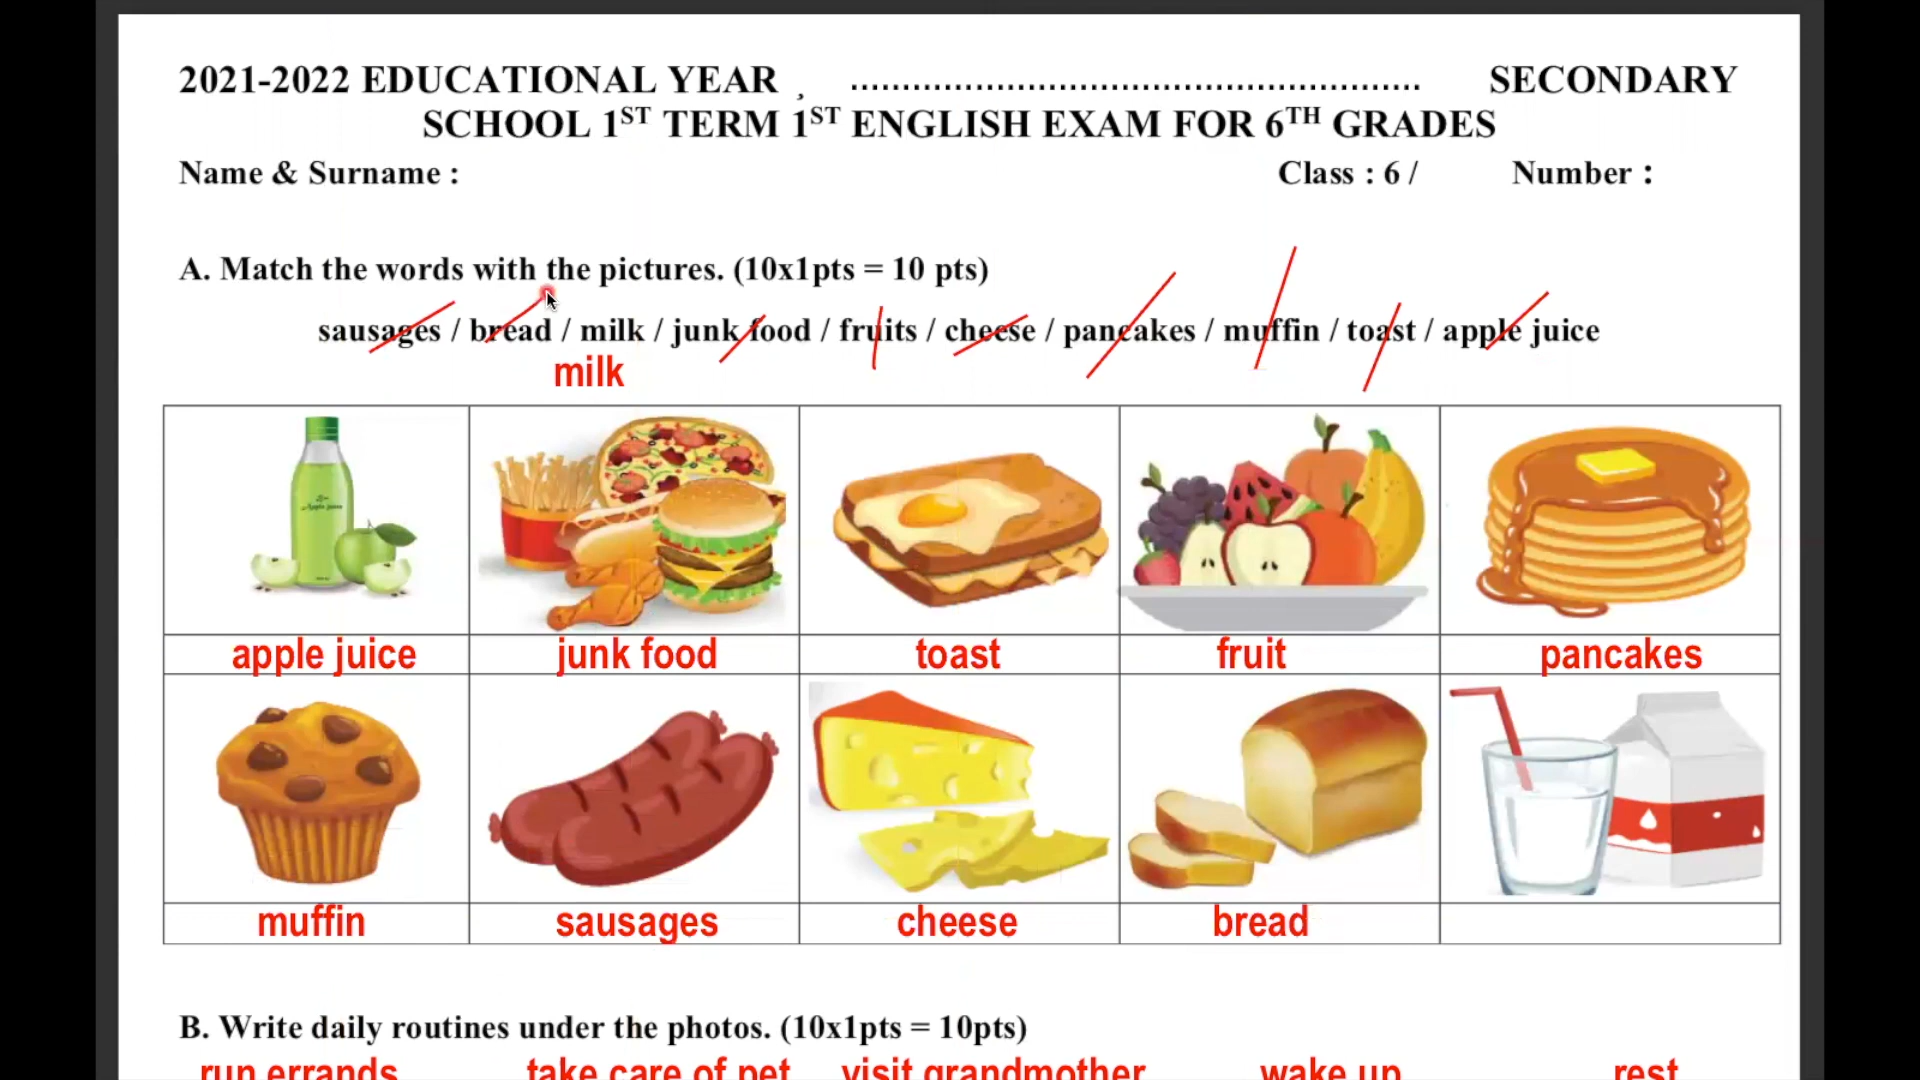 2021-2022 EDUCATIONAL YEAR , ........................................................ SECONDARY
SCHOOL 1ST TERM 1ST ENGLISH EXAM FOR 6TH GRADES
Name & Surname : Class : 6 / Number :
A. Match the words with the pictures. (10x1pts = 10 pts)
sausages / bread / milk / junk food / fruits / cheese / pancakes / muffin / toast / apple juice
milk
Apple juice
apple juice junk food toast fruit pancakes
muffin sausages cheese bread
B. Write daily routines under the photos. (10x1pts = 10pts)
run errands take care of pet visit grandmother wake up rest